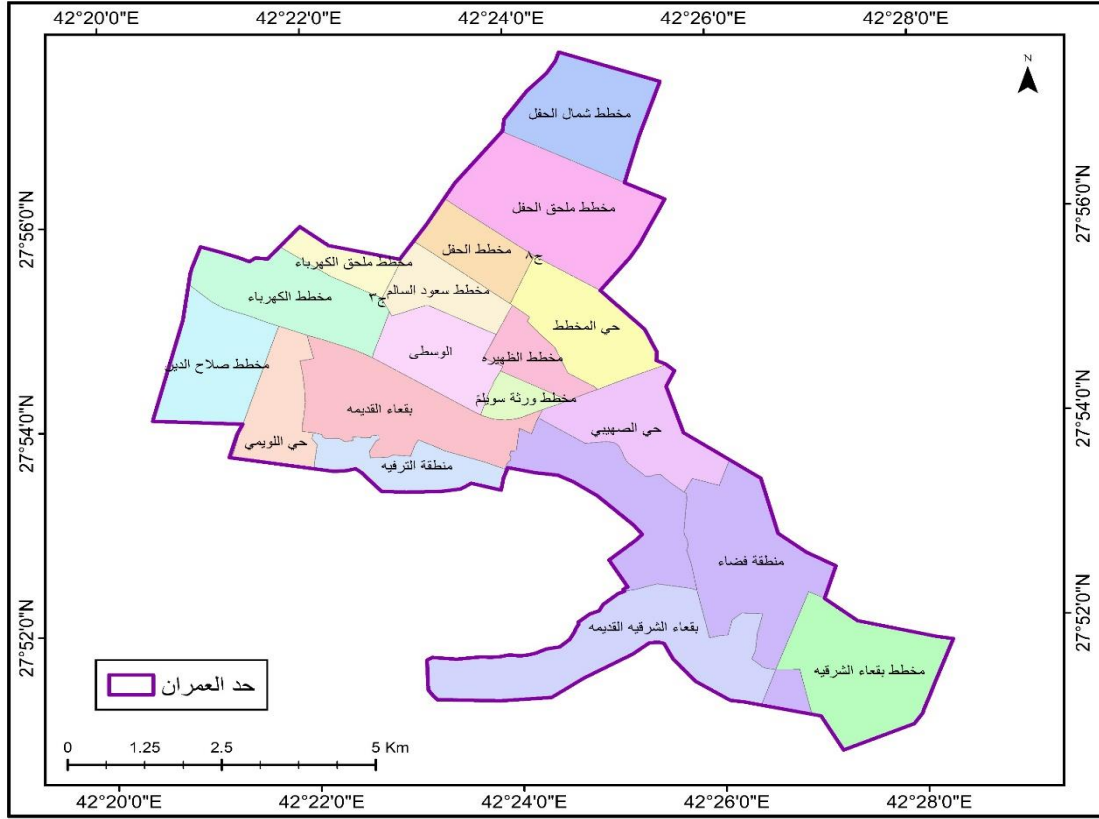 42°20'0"E 42°22'0"E 42°24'0"E 42°26'0"E 42°28'0"E
N
مخطط شمال الحفل
مخطط ملحق الحفل
27°56'0"N
27°56'0"N
مخطط الحفل
ج٨
مخطط ملحق الكهرباء
مخطط سعود السالم
مخطط الكهرباء
ج٣
حي المخطط
الوسطى
مخطط الظهيره
مخطط صلاح الدين
مخطط ورثة سويلم
بقعاء القديمه
27°54'0"N
27°54'0"N
حي الصهيبي
حي اللويمي
منطقة الترفيه
منطقة فضاء
27°52'0"N
27°52'0"N
بقعاء الشرقيه القديمه
مخطط بقعاء الشرقيه
حد العمران
0 1.25 2.5 5 Km
42°20'0"E 42°22'0"E 42°24'0"E 42°26'0"E 42°28'0"E